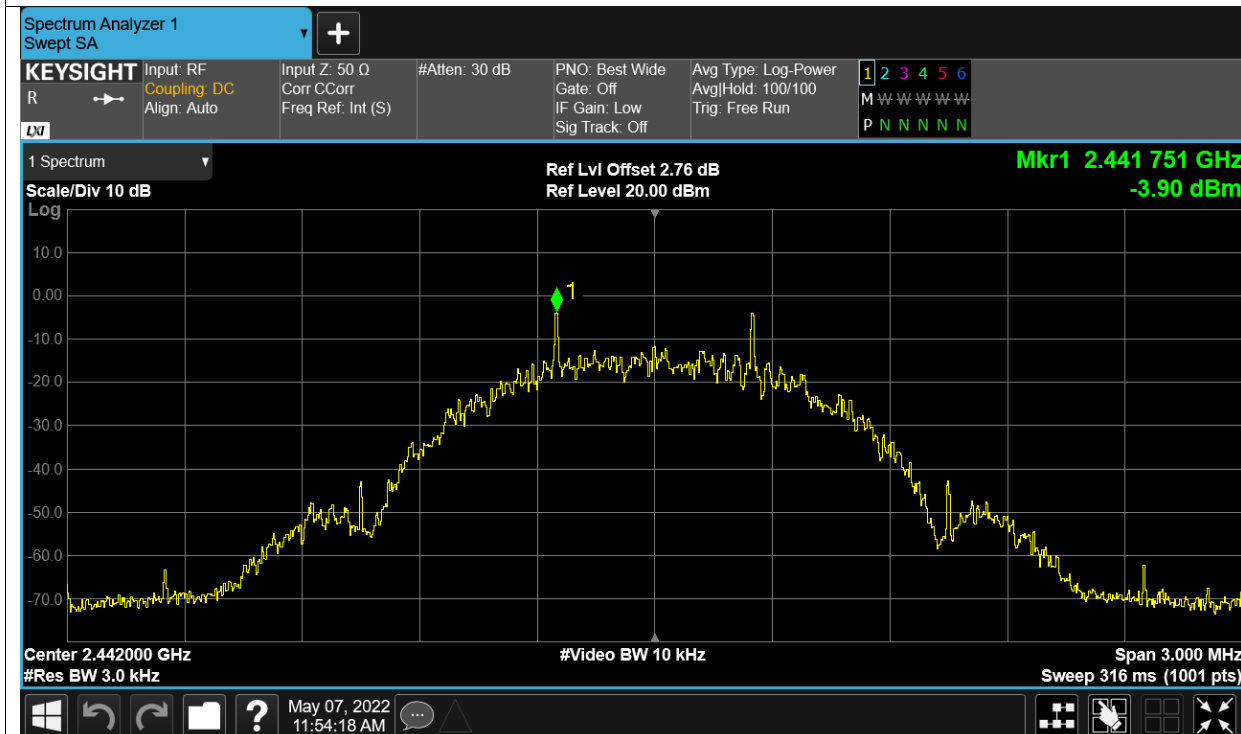 Spectrum Analyzer 1
Swept SA
KEYSIGHT
R
LXI
Input: RF
Coupling: DC
Align: Auto
Input Z: 50 Ω
Corr CCorr
Freq Ref: Int (S)
#Atten: 30 dB
PNO: Best Wide
Gate: Off
IF Gain: Low
Sig Track: Off
Avg Type: Log-Power
Avg|Hold: 100/100
Trig: Free Run
1 2 3 4 5 6
M W W W W W
P N N N N N
1 Spectrum
Scale/Div 10 dB
Log
Ref Lvl Offset 2.76 dB
Ref Level 20.00 dBm
Mkr1 2.441 751 GHz
-3.90 dBm
1
10.0
0.00
-10.0
-20.0
-30.0
-40.0
-50.0
-60.0
-70.0
Center 2.442000 GHz
#Res BW 3.0 kHz
#Video BW 10 kHz
Span 3.000 MHz
Sweep 316 ms (1001 pts)
?
May 07, 2022
11:54:18 AM